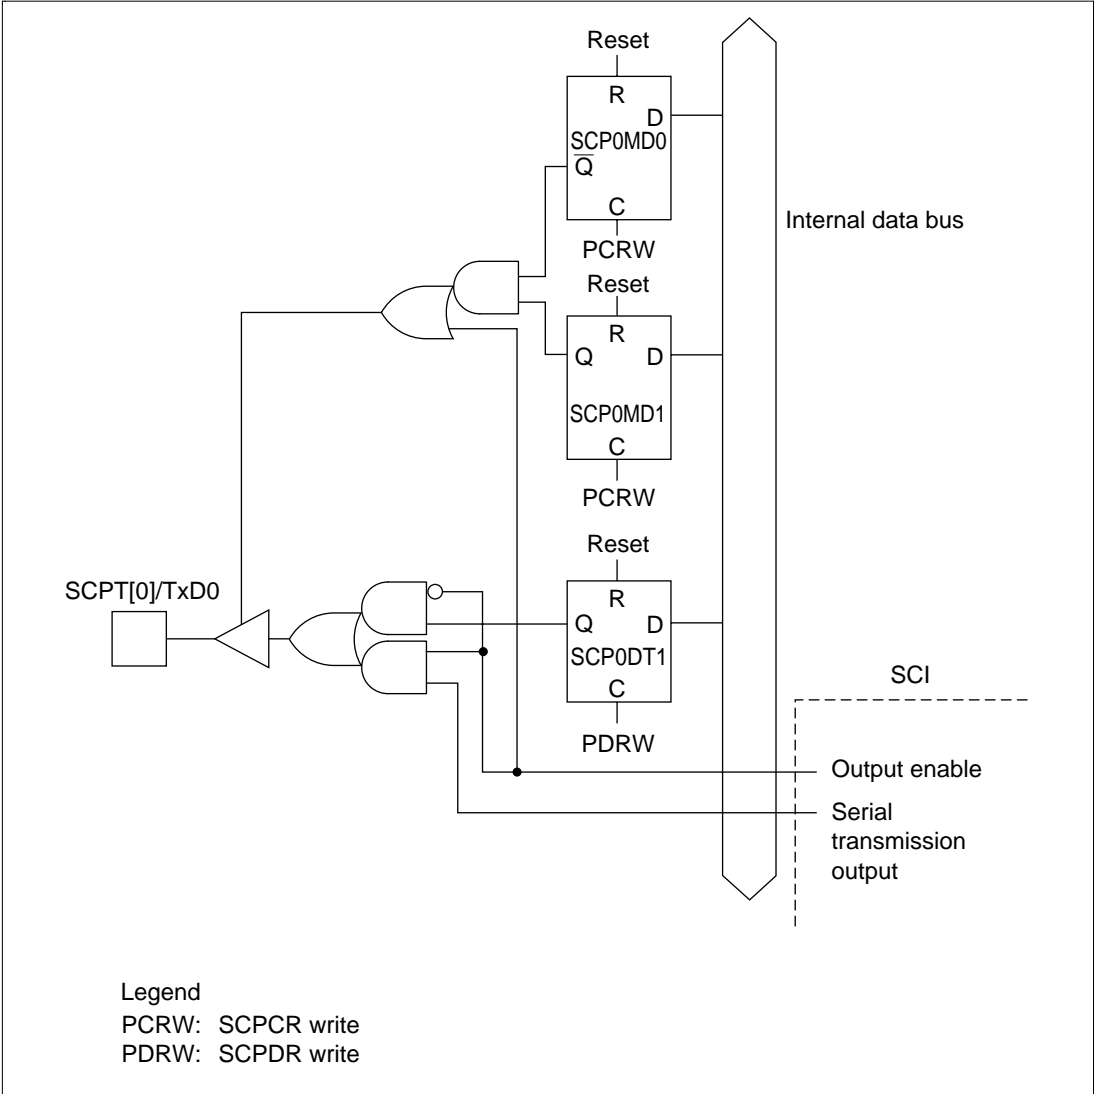 Reset
R
D
SCP0MD0
Q̅
C
PCRW
Internal data bus
Reset
R
Q D
SCP0MD1
C
PCRW
Reset
SCPT[0]/TxD0
R
Q D
SCP0DT1
C
PDRW
SCI
Output enable
Serial
transmission
output
Legend
PCRW: SCPCR write
PDRW: SCPDR write